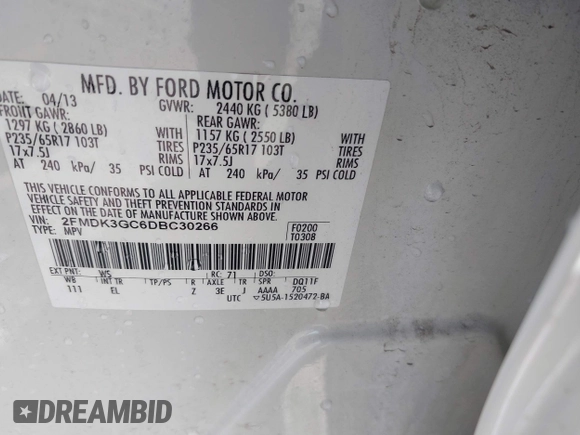 MFD. BY FORD MOTOR CO.
DATE: 04/13 GVWR: 2440 KG ( 5380 LB)
FRONT GAWR: REAR GAWR:
1297 KG ( 2860 LB) 1157 KG ( 2550 LB)
P235/65R17 103T TIRES P235/65R17 103T TIRES
17x7.5J RIMS 17x7.5J RIMS
AT 240 kPa/ 35 PSI COLD AT 240 kPa/ 35 PSI COLD
THIS VEHICLE CONFORMS TO ALL APPLICABLE FEDERAL MOTOR
VEHICLE SAFETY AND THEFT PREVENTION STANDARDS IN
EFFECT ON THE DATE OF MANUFACTURE SHOWN ABOVE.
VIN: 2FMDK3GC6DBC30266 F0200
TYPE: MPV T0308
EXT PNT: WS RC: 71 DSO:
WB INT TR TP/PS R AXLE TR SPR DQ11F
111 EL Z 3E J AAAA 705
UTC ▽5U5A-1520472-BA
DREAMBID